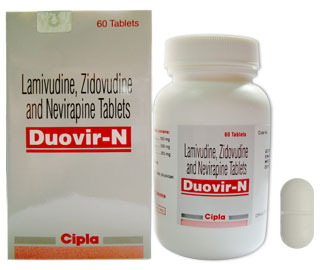 60 Tablets
Lamivudine, Zidovudine
and Nevirapine Tablets
Duovir-N
Cipla
60 Tablets
Lamivudine, Zidovudine
and Nevirapine Tablets
Duovir-N
Cipla